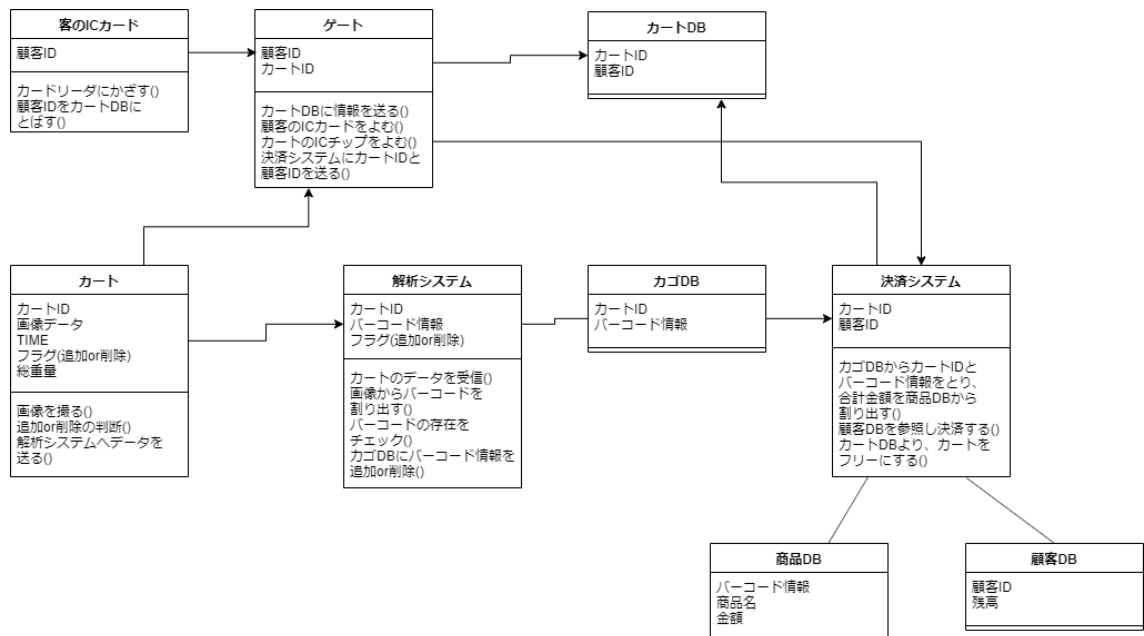 客のICカード
顧客ID
カードリーダにかざす()
顧客IDをカートDBに
とばす()
ゲート
顧客ID
カートID
カートDBに情報を送る()
顧客のICカードをよむ()
カートのICチップをよむ()
決済システムにカートIDと
顧客IDを送る()
カートDB
カートID
顧客ID
カート
カートID
画像データ
TIME
フラグ(追加or削除)
総重量
画像を撮る()
追加or削除の判断()
解析システムへデータを
送る()
解析システム
カートID
バーコード情報
フラグ(追加or削除)
カートのデータを受信()
画像からバーコードを
割り出す()
バーコードの存在を
チェック()
カゴDBにバーコード情報を
追加or削除()
カゴDB
カートID
バーコード情報
決済システム
カートID
顧客ID
カゴDBからカートIDと
バーコード情報をとり、
合計金額を商品DBから
割り出す()
顧客DBを参照し決済する()
カートDBより、カートを
フリーにする()
商品DB
バーコード情報
商品名
金額
顧客DB
顧客ID
残高